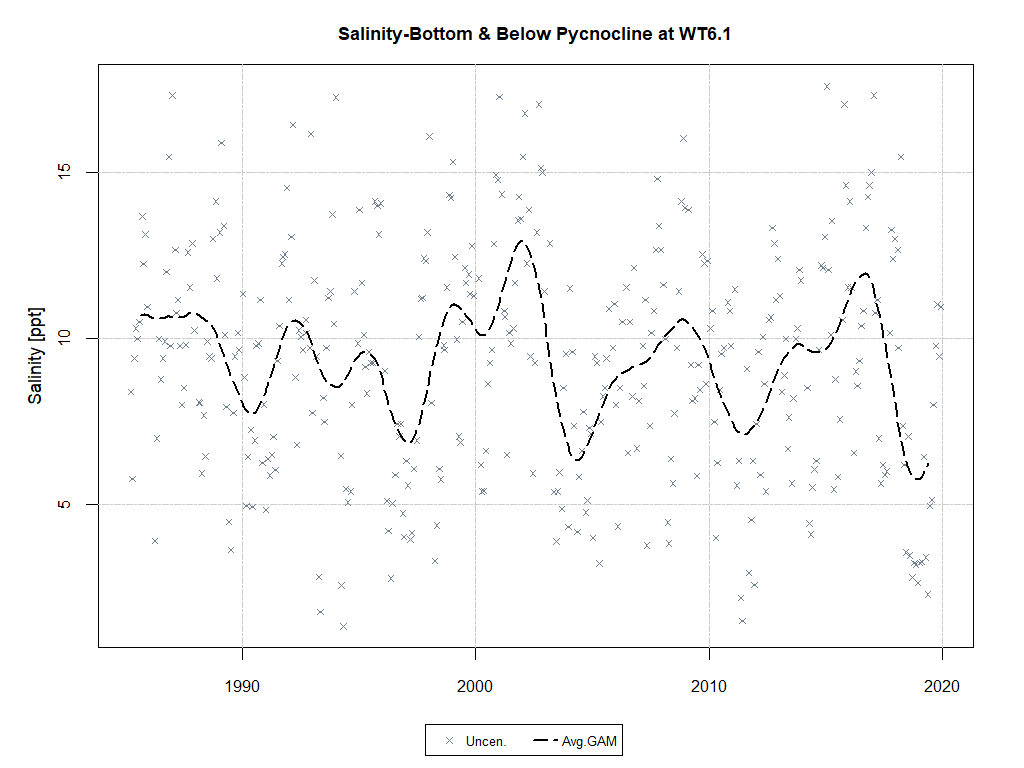 Salinity-Bottom & Below Pycnocline at WT6.1
Salinity [ppt]
15
10
5
1990 2000 2010 2020
Uncen. Avg.GAM